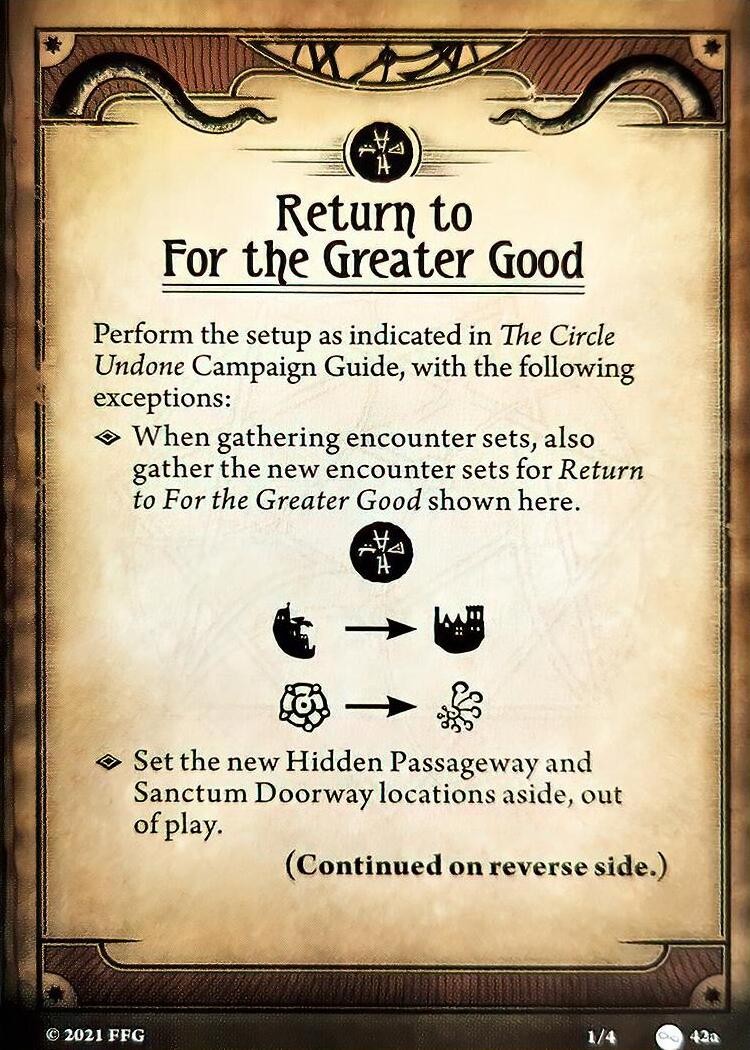 Return to
For the Greater Good
Perform the setup as indicated in The Circle
Undone Campaign Guide, with the following
exceptions:
When gathering encounter sets, also
gather the new encounter sets for Return
to For the Greater Good shown here.
Set the new Hidden Passageway and
Sanctum Doorway locations aside, out
of play.
(Continued on reverse side.)
© 2021 FFG
1/4
42a